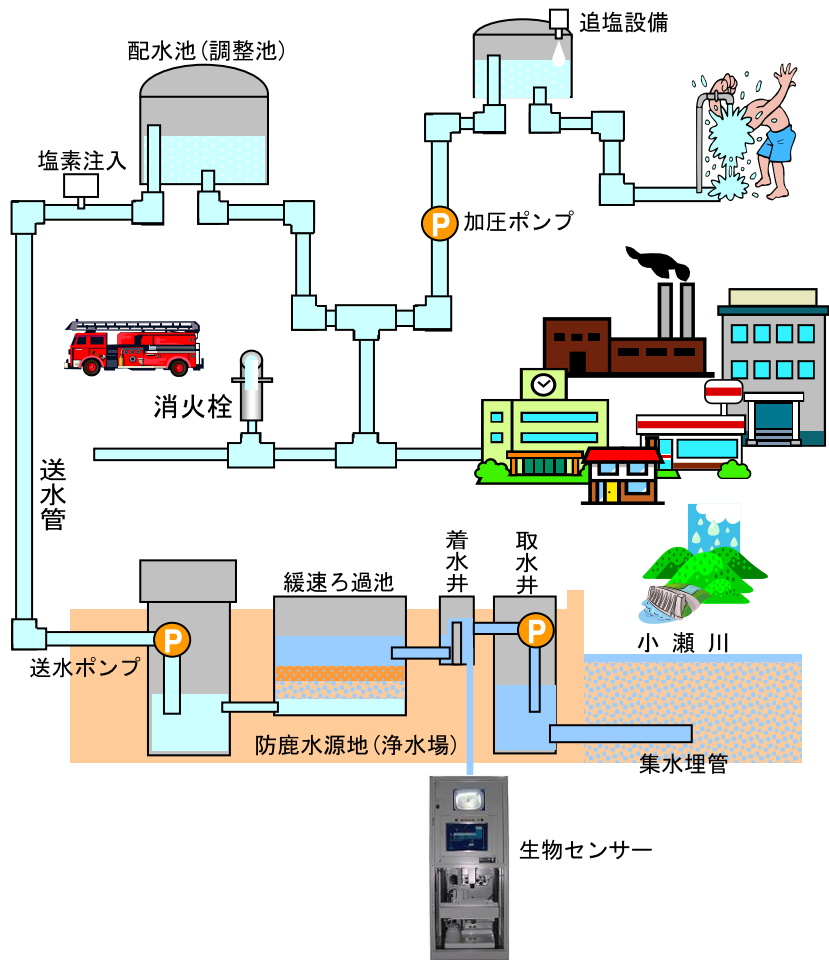 追塩設備
配水池(調整池)
塩素注入
P
加圧ポンプ
消火栓
送水管
着水井
取水井
緩速ろ過池
P
P
小瀬川
送水ポンプ
防鹿水源地(浄水場)
集水埋管
生物センサー